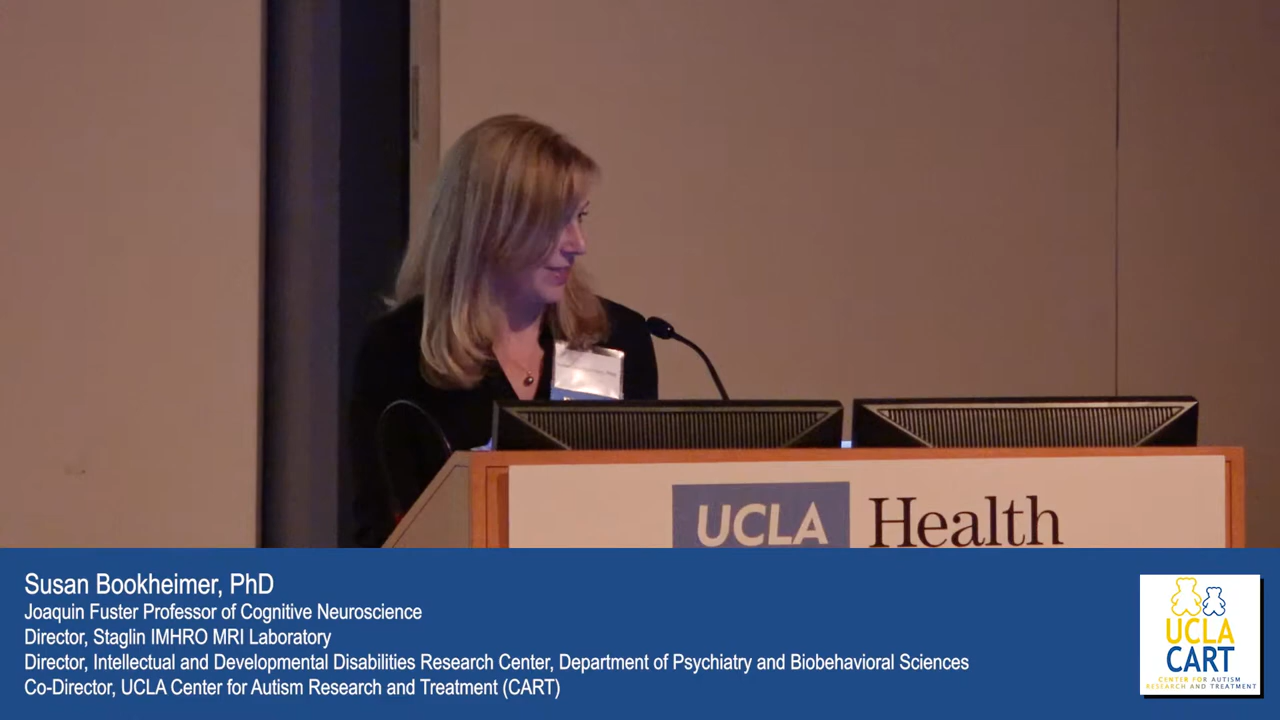 UCLA Health
Susan Bookheimer, PhD
Joaquin Fuster Professor of Cognitive Neuroscience
Director, Staglin IMHRO MRI Laboratory
Director, Intellectual and Developmental Disabilities Research Center, Department of Psychiatry and Biobehavioral Sciences
Co-Director, UCLA Center for Autism Research and Treatment (CART)
UCLA
CART
CENTER FOR AUTISM
RESEARCH AND TREATMENT